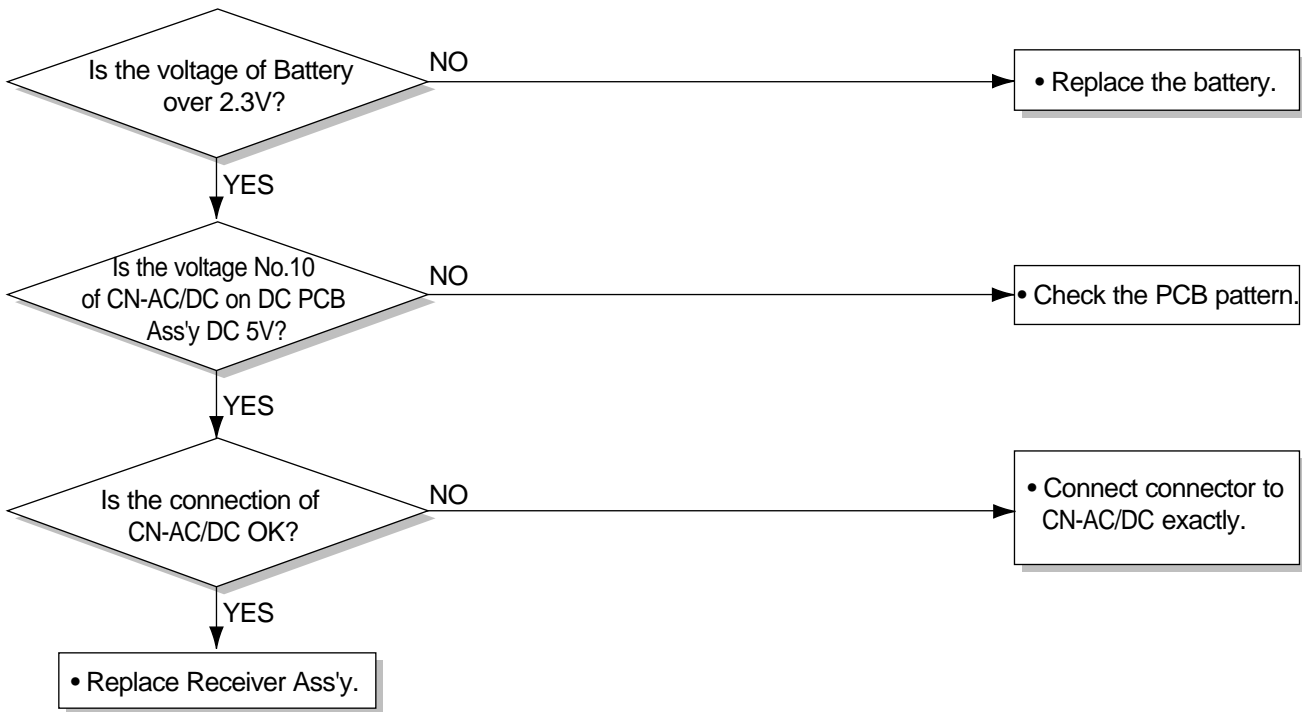 Is the voltage of Battery
over 2.3V?
NO
• Replace the battery.
YES
Is the voltage No.10
of CN-AC/DC on DC PCB
Ass'y DC 5V?
NO
• Check the PCB pattern.
YES
Is the connection of
CN-AC/DC OK?
NO
• Connect connector to
CN-AC/DC exactly.
YES
• Replace Receiver Ass'y.